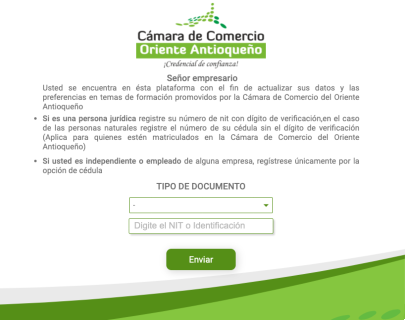 Cámara de Comercio
Oriente Antioqueño
¡Credencial de confianza!
Señor empresario
Usted se encuentra en ésta plataforma con el fin de actualizar sus datos y las
preferencias en temas de formación promovidos por la Cámara de Comercio del Oriente
Antioqueño
• Si es una persona jurídica registre su número de nit con dígito de verificación,en el caso
de las personas naturales registre el número de su cédula sin el dígito de verificación
(Aplica para quienes estén matriculados en la Cámara de Comercio del Oriente
Antioqueño)
• Si usted es independiente o empleado de alguna empresa, regístrese únicamente por la
opción de cédula
TIPO DE DOCUMENTO
-
Digite el NIT o Identificación
Enviar